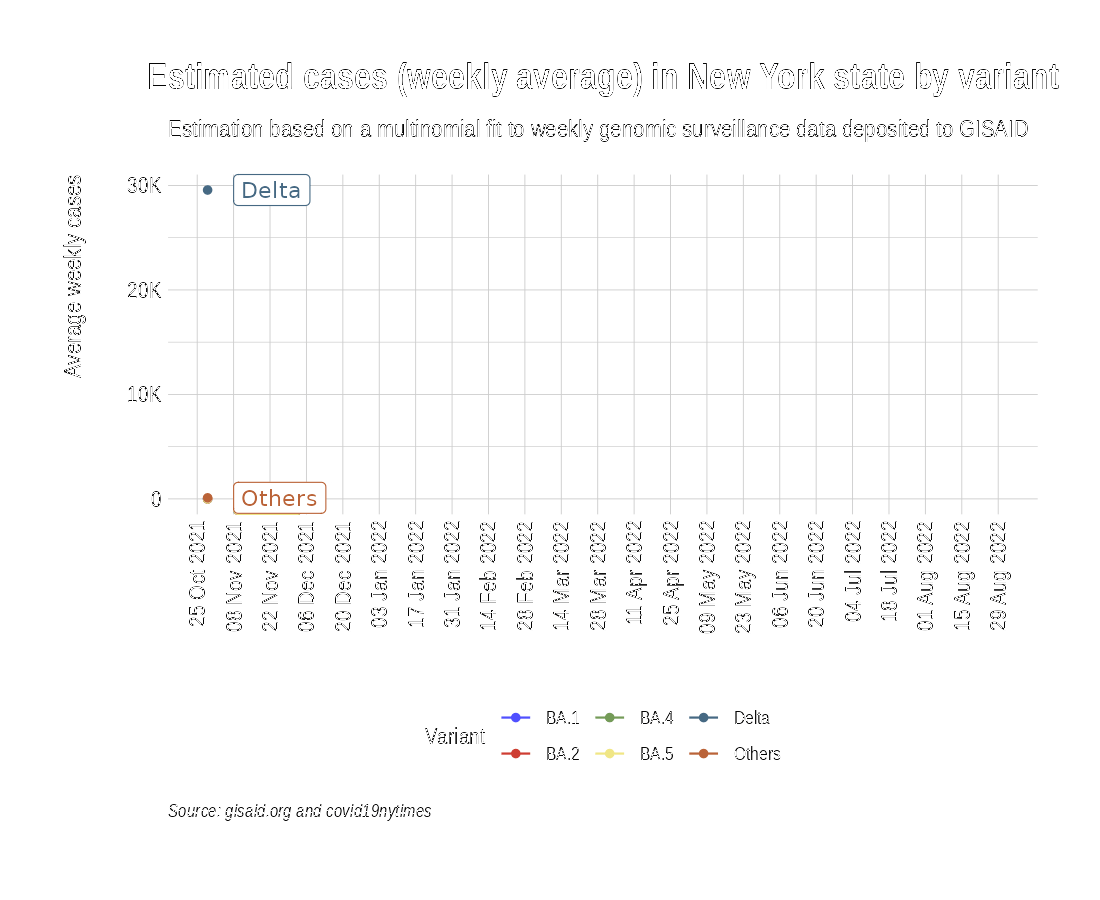 Estimated cases (weekly average) in New York state by variant
Estimation based on a multinomial fit to weekly genomic surveillance data deposited to GISAID
Average weekly cases
30K
20K
10K
0
Delta
Others
25 Oct 2021
08 Nov 2021
22 Nov 2021
06 Dec 2021
20 Dec 2021
03 Jan 2022
17 Jan 2022
31 Jan 2022
14 Feb 2022
28 Feb 2022
14 Mar 2022
28 Mar 2022
11 Apr 2022
25 Apr 2022
09 May 2022
23 May 2022
06 Jun 2022
20 Jun 2022
04 Jul 2022
18 Jul 2022
01 Aug 2022
15 Aug 2022
29 Aug 2022
Variant
BA.1
BA.4
Delta
BA.2
BA.5
Others
Source: gisaid.org and covid19nytimes